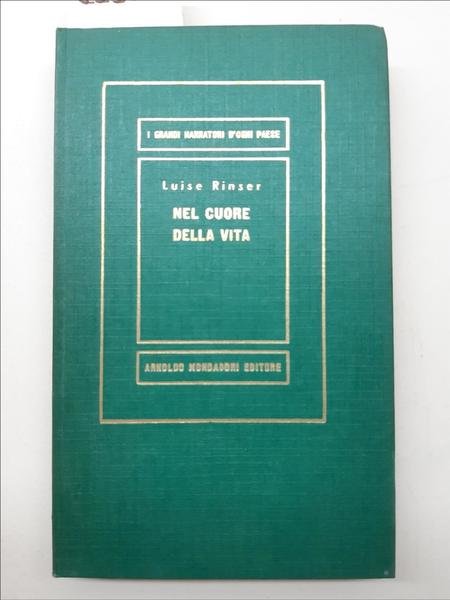 I GRANDI NARRATORI D'OGNI PAESE
Luise Rinser
NEL CUORE
DELLA VITA
ARNOLDO MONDADORI EDITORE